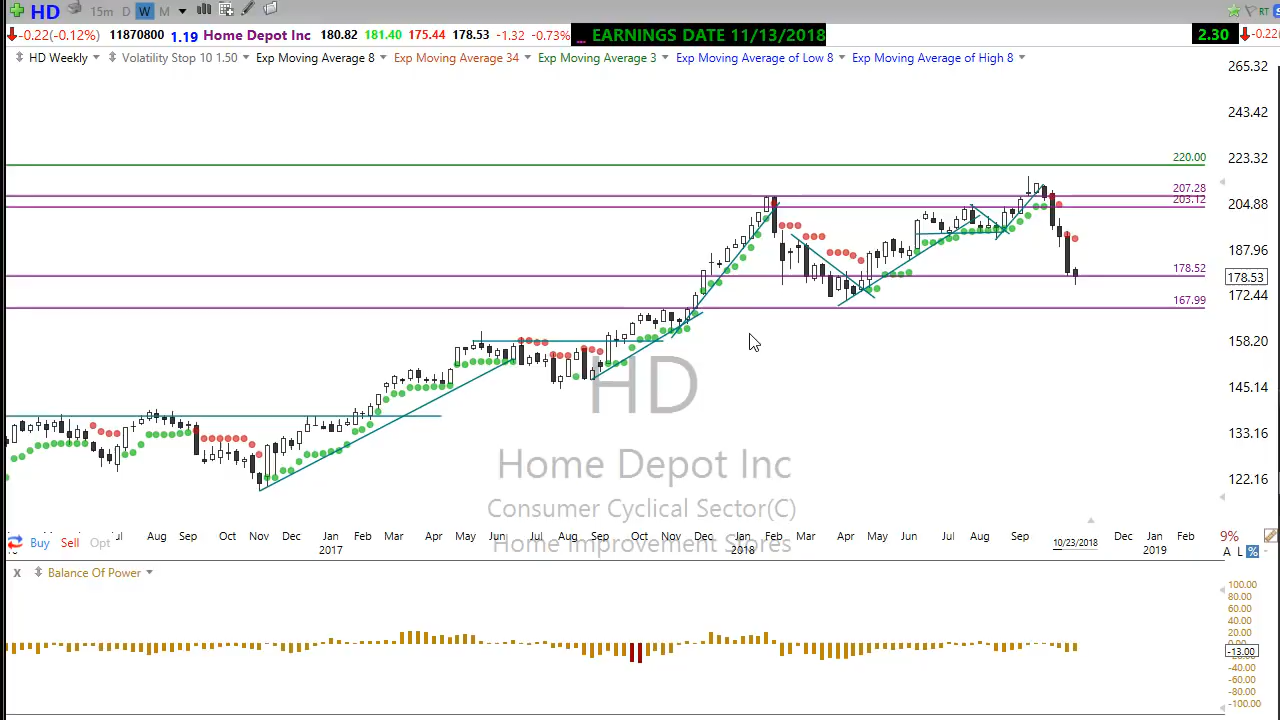 HD 15m D W M
-0.22(-0.12%) 11870800 1.19 Home Depot Inc 180.82 181.40 175.44 178.53 -1.32 -0.73% EARNINGS DATE 11/13/2018 2.30 -0.22
HD Weekly Volatility Stop 10 1.50 Exp Moving Average 8 Exp Moving Average 34 Exp Moving Average 3 Exp Moving Average of Low 8 Exp Moving Average of High 8
265.32
243.42
220.00
223.32
207.28
203.12
204.88
187.96
178.52
178.53
172.44
167.99
158.20
145.14
133.16
122.16
HD
Home Depot Inc
Consumer Cyclical Sector(C)
Home Improvement Stores
Aug Sep Oct Nov Dec Jan Feb Mar Apr May Jun Jul Aug Sep Oct Nov Dec Jan Feb Mar Apr May Jun Jul Aug Sep 10/23/2018 Dec Jan Feb
2017 2018 2019
Buy Sell Opt
9%
A L %
X Balance Of Power
100.00
80.00
60.00
40.00
20.00
0.00
-13.00
-40.00
-60.00
-80.00
-100.00